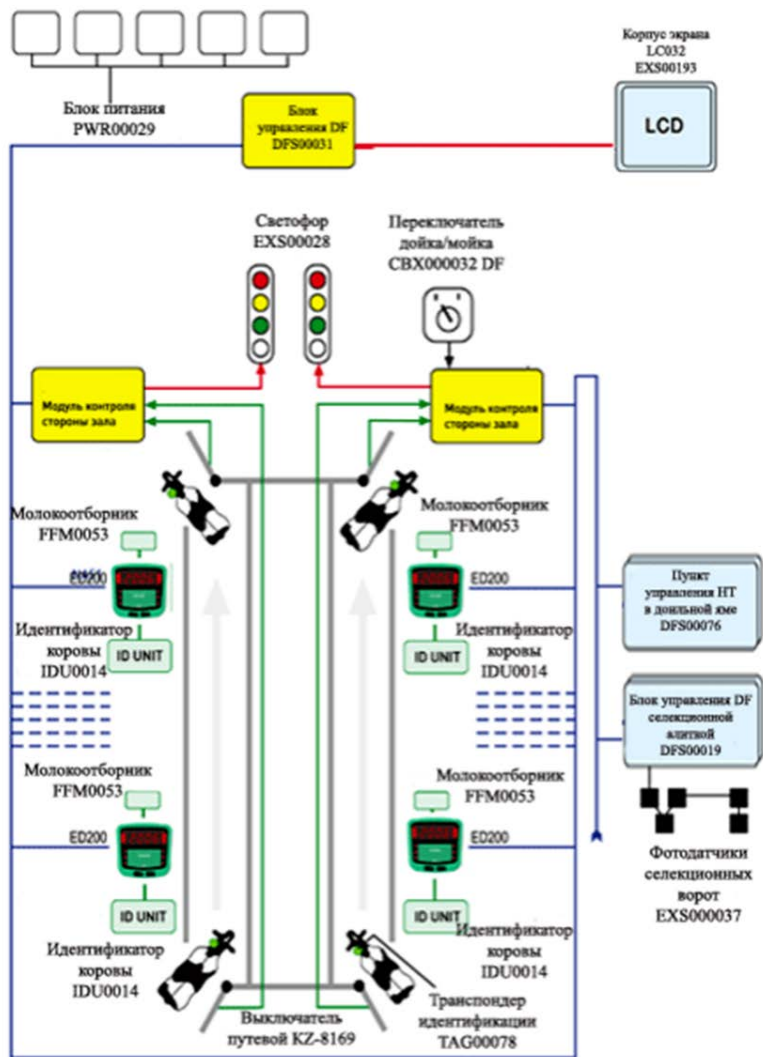 Корпус экрана
LC032
EXS00193
Блок питания
PWR00029
Блок
управления DF
DFS00031
LCD
Светофор
EXS00028
Переключатель
дойка/мойка
CBX000032 DF
Модуль контроля
стороны зала
Модуль контроля
стороны зала
Молокоотборник
FFM0053
ED200
Идентификатор
коровы
IDU0014
ID UNIT
Молокоотборник
FFM0053
ED200
Идентификатор
коровы
IDU0014
ID UNIT
Пункт
управления НТ
в доильной яме
DFS00076
Блок управления DF
селекционной
алиткой
DFS00019
Молокоотборник
FFM0053
ED200
ID UNIT
Идентификатор
коровы
IDU0014
Молокоотборник
FFM0053
ED200
ID UNIT
Идентификатор
коровы
IDU0014
Фотодатчики
селекционных
ворот
EXS000037
Выключатель
путевой KZ-8169
Транспондер
идентификации
TAG00078